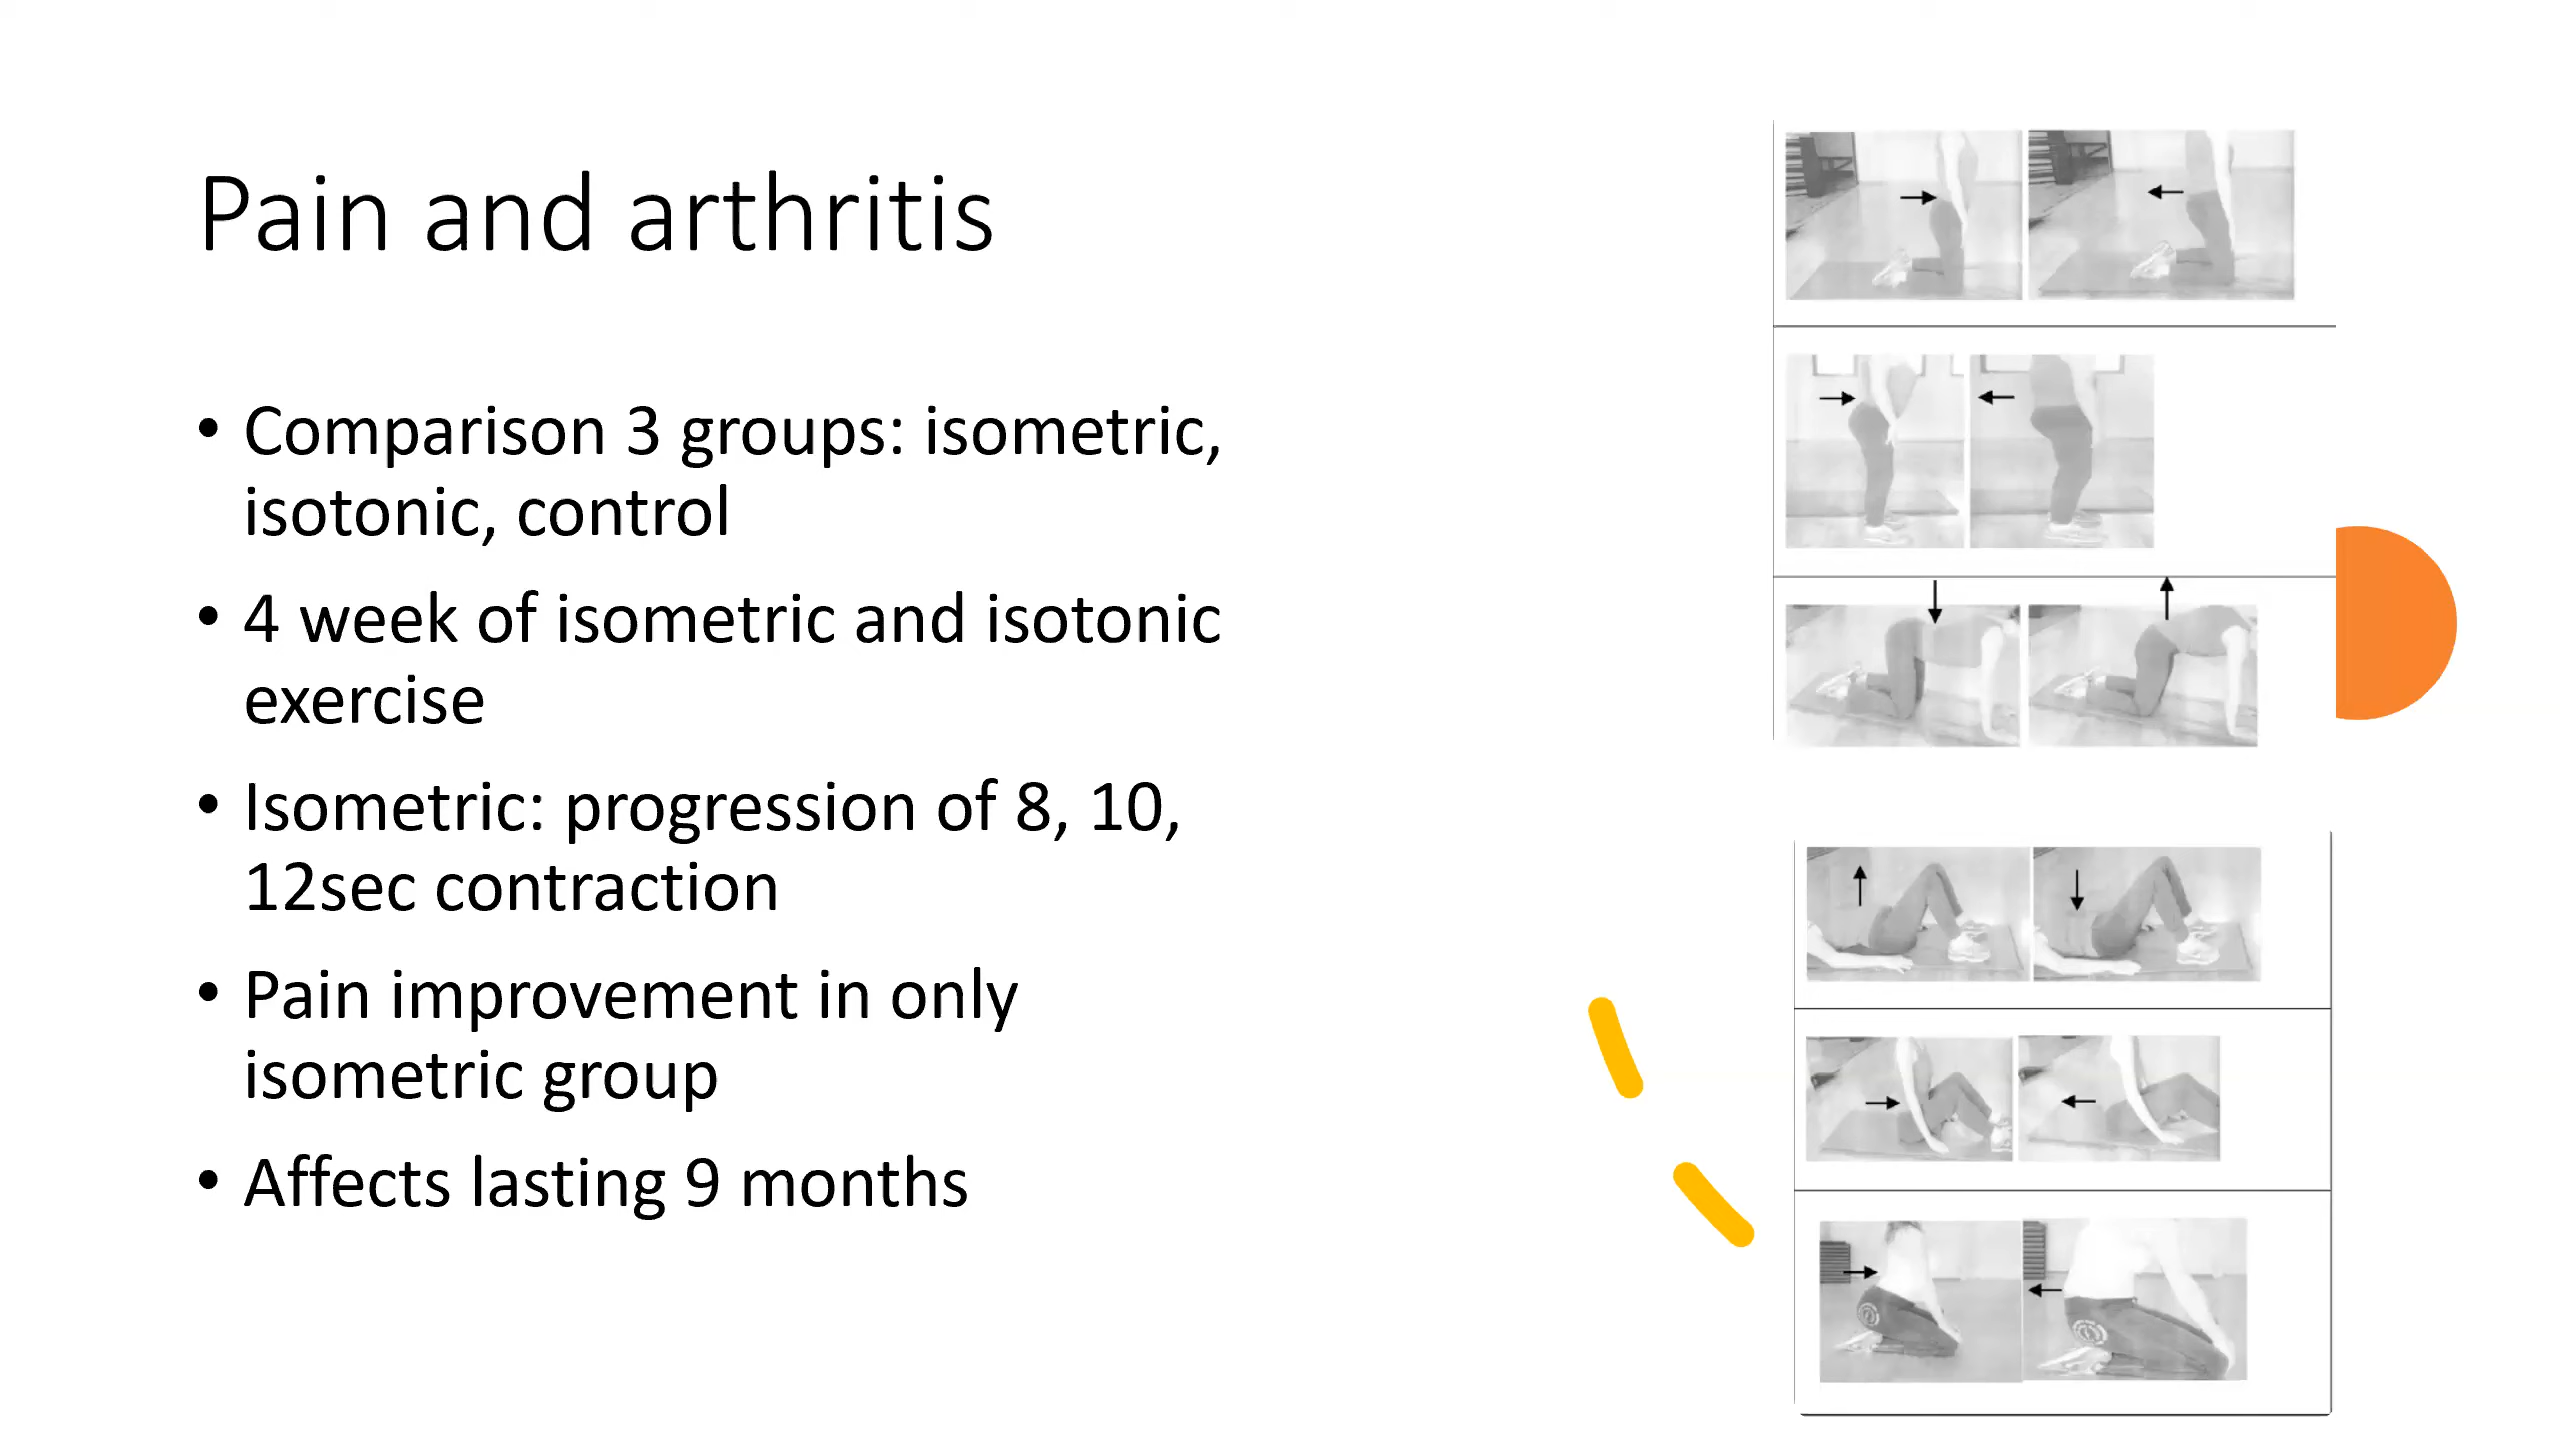 Pain and arthritis
• Comparison 3 groups: isometric,
isotonic, control
• 4 week of isometric and isotonic
exercise
• Isometric: progression of 8, 10,
12sec contraction
• Pain improvement in only
isometric group
• Affects lasting 9 months